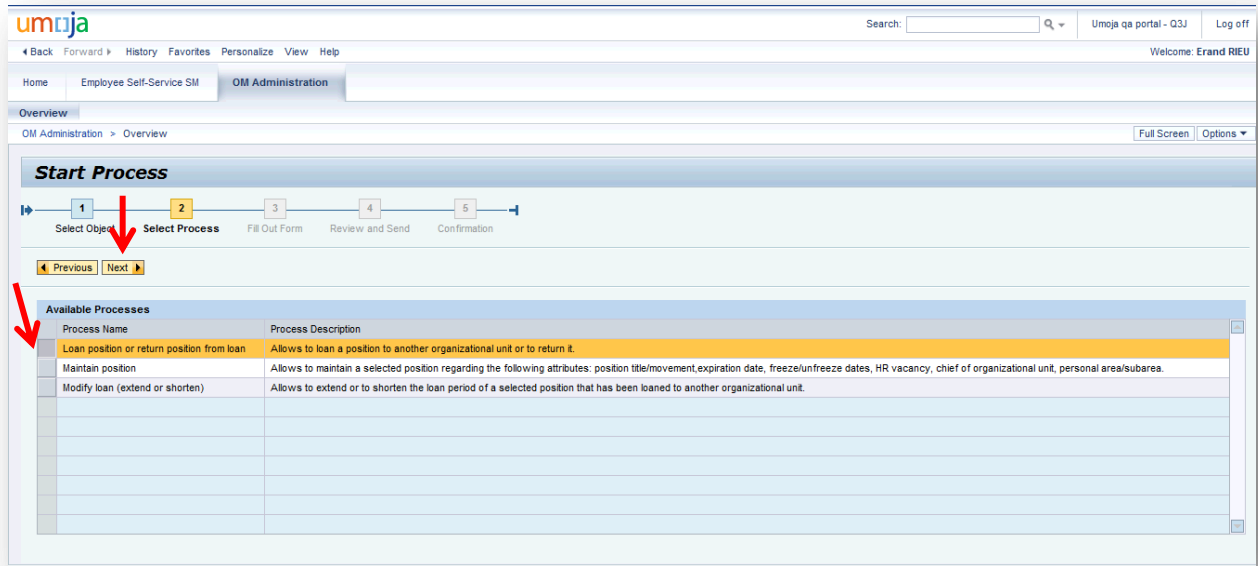 umoja Search: Umoja qa portal - Q3J Log off
Back Forward History Favorites Personalize View Help Welcome: Erand RIEU
Home Employee Self-Service SM OM Administration
Overview
OM Administration > Overview Full Screen Options
Start Process
1 2 3 4 5
Select Object Select Process Fill Out Form Review and Send Confirmation
Previous Next
Available Processes
Process Name Process Description
Loan position or return position from loan Allows to loan a position to another organizational unit or to return it.
Maintain position Allows to maintain a selected position regarding the following attributes: position title/movement,expiration date, freeze/unfreeze dates, HR vacancy, chief of organizational unit, personal area/subarea.
Modify loan (extend or shorten) Allows to extend or to shorten the loan period of a selected position that has been loaned to another organizational unit.